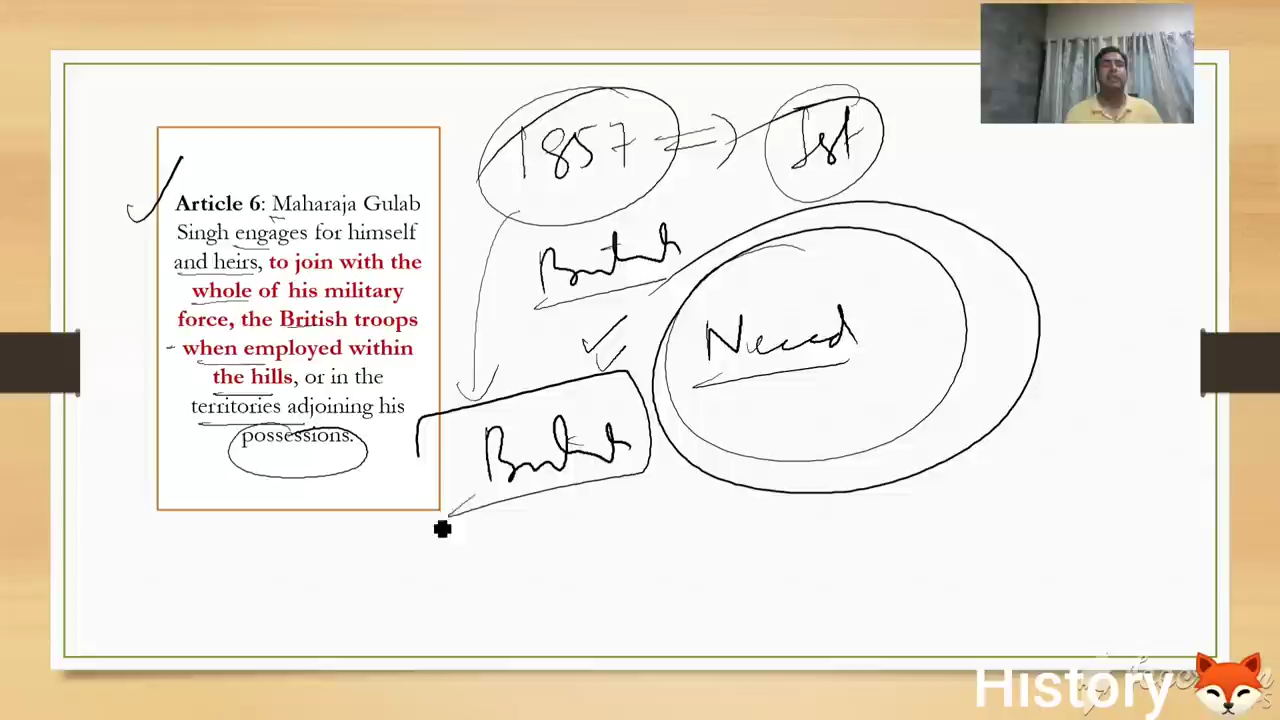 Article 6: Maharaja Gulab
Singh engages for himself
and heirs, to join with the
whole of his military
force, the British troops
when employed within
the hills, or in the
territories adjoining his
possessions.
1857 => Ist
British
Need
British
History